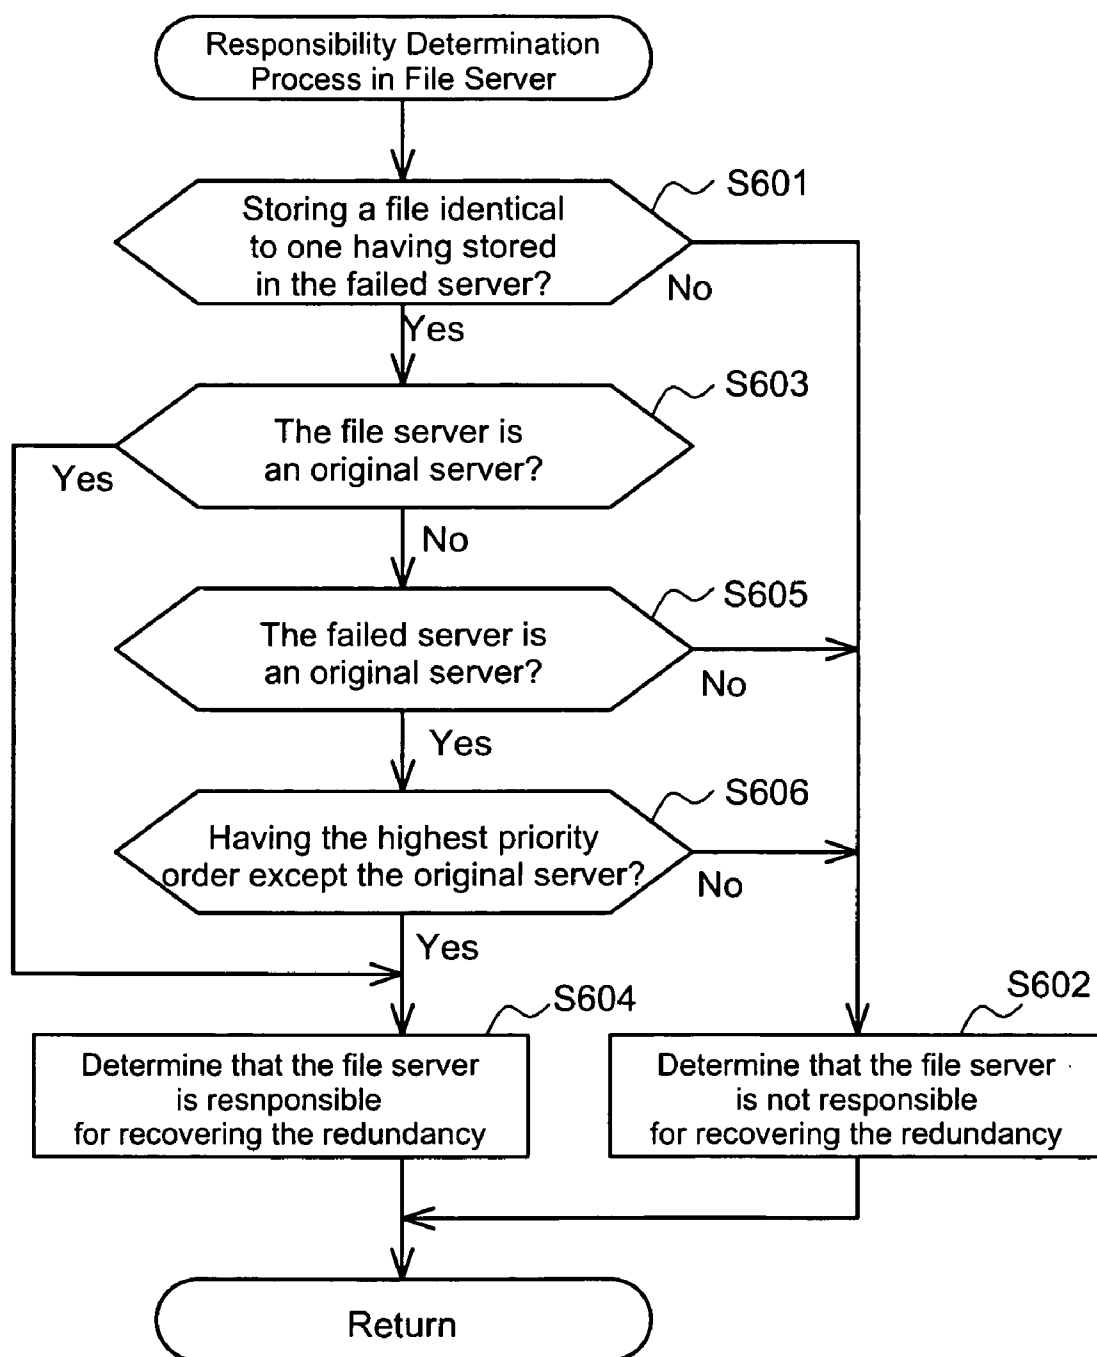 Responsibility Determination
Process in File Server
S601
Storing a file identical
to one having stored
in the failed server?
No
Yes
S603
The file server is
an original server?
Yes
No
S605
The failed server is
an original server?
No
Yes
S606
Having the highest priority
order except the original server?
No
Yes
S604
S602
Determine that the file server
is resnponsible
for recovering the redundancy
Determine that the file server
is not responsible
for recovering the redundancy
Return